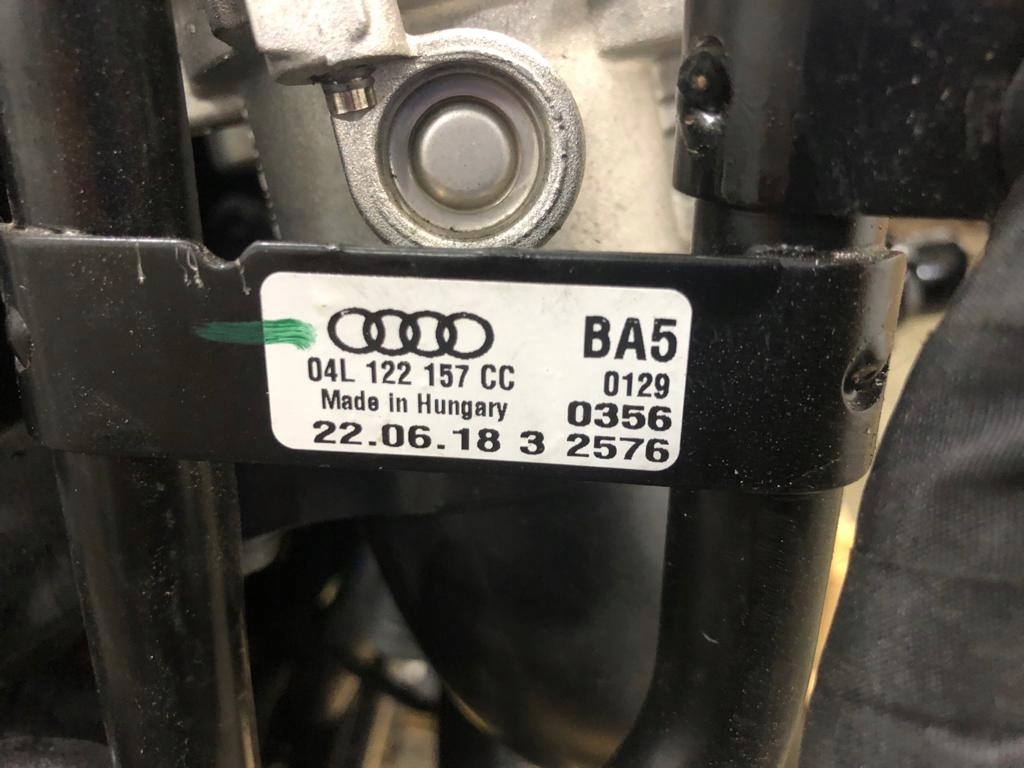 BA5
04L 122 157 CC 0129
Made in Hungary 0356
22.06.18 3 2576